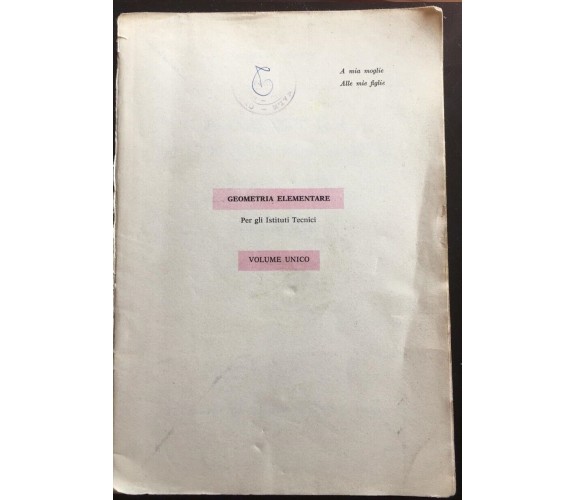 A mia moglie
Alle mie figlie
GEOMETRIA ELEMENTARE
Per gli Istituti Tecnici
VOLUME UNICO